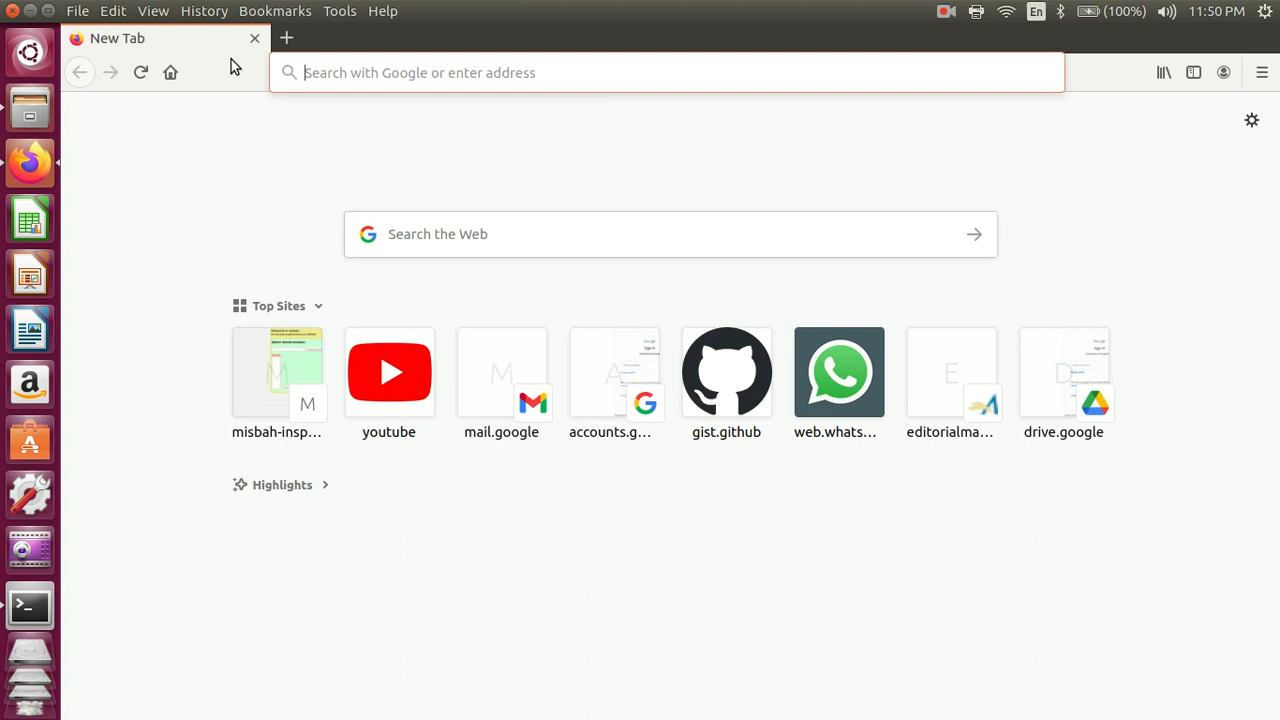 File Edit View History Bookmarks Tools Help
En (100%) 11:50 PM
New Tab
Search with Google or enter address
Search the Web
Top Sites
M M A E D
M
misbah-insp... youtube mail.google accounts.g... gist.github web.whats... editorialma... drive.google
Highlights